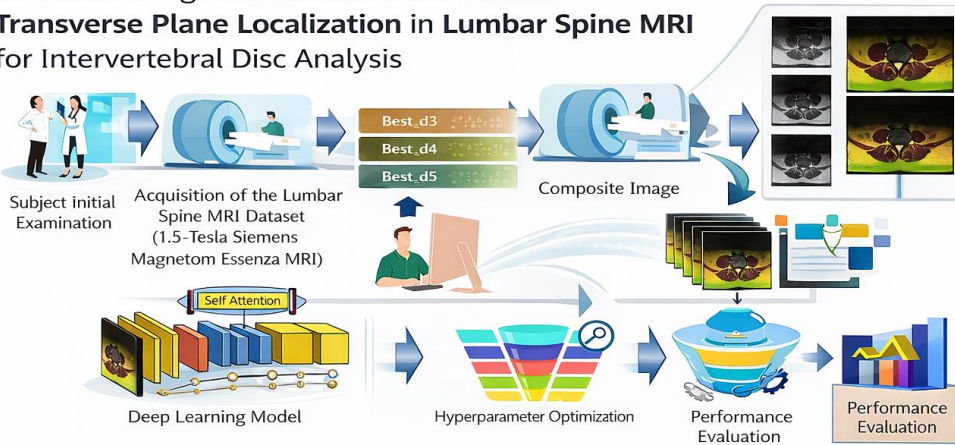 Transverse Plane Localization in Lumbar Spine MRI
for Intervertebral Disc Analysis
Best_d3
Best_d4
Best_d5
Subject initial
Examination
Acquisition of the Lumbar
Spine MRI Dataset
(1.5-Tesla Siemens
Magnetom Essenza MRI)
Composite Image
Self Attention
Deep Learning Model
Hyperparameter Optimization
Performance
Evaluation
Performance
Evaluation